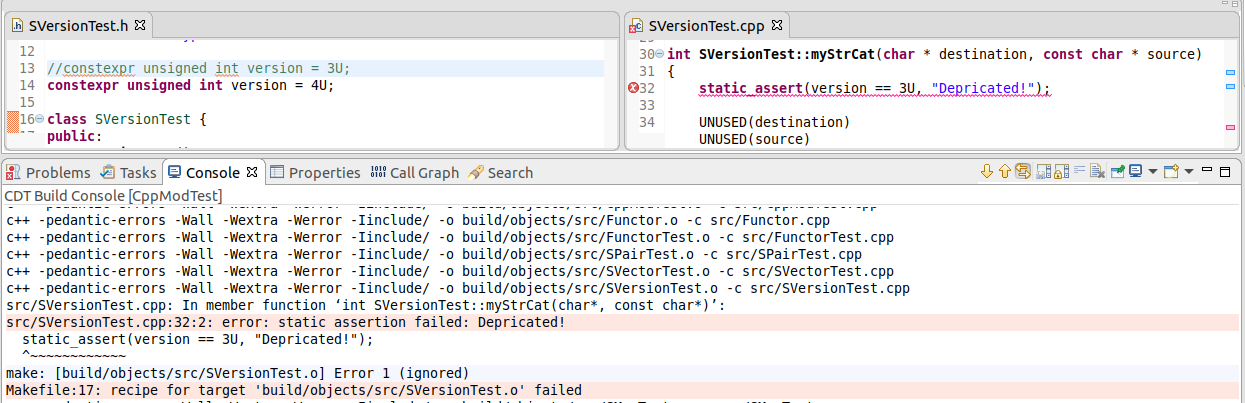 SVersionTest.h
12
13 //constexpr unsigned int version = 3U;
14 constexpr unsigned int version = 4U;
15
16 class SVersionTest {
public:
SVersionTest.cpp
30 int SVersionTest::myStrCat(char * destination, const char * source)
31 {
32 static_assert(version == 3U, "Depricated!");
33
34 UNUSED(destination)
UNUSED(source)
Problems Tasks Console Properties Call Graph Search
CDT Build Console [CppModTest]
c++ -pedantic-errors -Wall -Wextra -Werror -Iinclude/ -o build/objects/src/Functor.o -c src/Functor.cpp
c++ -pedantic-errors -Wall -Wextra -Werror -Iinclude/ -o build/objects/src/FunctorTest.o -c src/FunctorTest.cpp
c++ -pedantic-errors -Wall -Wextra -Werror -Iinclude/ -o build/objects/src/SPairTest.o -c src/SPairTest.cpp
c++ -pedantic-errors -Wall -Wextra -Werror -Iinclude/ -o build/objects/src/SVectorTest.o -c src/SVectorTest.cpp
c++ -pedantic-errors -Wall -Wextra -Werror -Iinclude/ -o build/objects/src/SVersionTest.o -c src/SVersionTest.cpp
src/SVersionTest.cpp: In member function ‘int SVersionTest::myStrCat(char*, const char*)’:
src/SVersionTest.cpp:32:2: error: static assertion failed: Depricated!
static_assert(version == 3U, "Depricated!");
^~~~~~~~~~~~~
make: [build/objects/src/SVersionTest.o] Error 1 (ignored)
Makefile:17: recipe for target 'build/objects/src/SVersionTest.o' failed